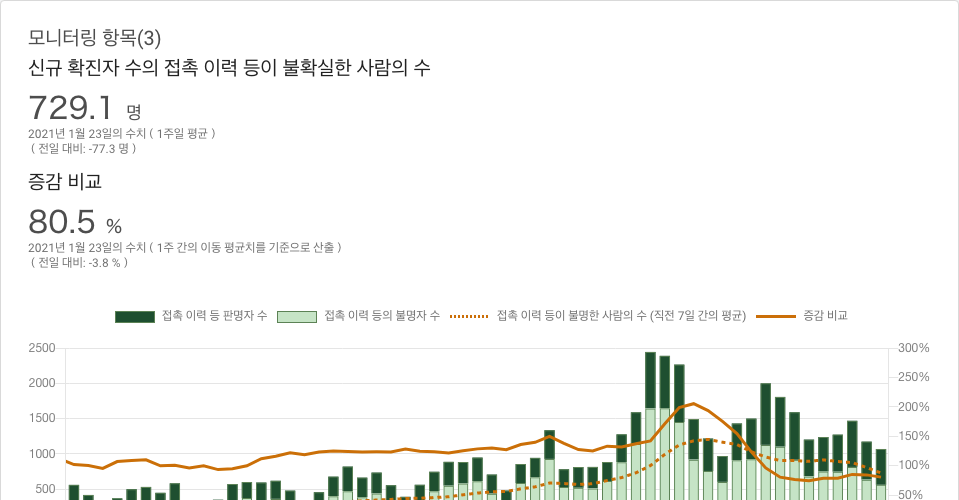 모니터링 항목(3)
신규 확진자 수의 접촉 이력 등이 불확실한 사람의 수
729.1 명
2021년 1월 23일의 수치 ( 1주일 평균 )
( 전일 대비: -77.3 명 )
증감 비교
80.5 %
2021년 1월 23일의 수치 ( 1주 간의 이동 평균치를 기준으로 산출 )
( 전일 대비: -3.8 % )
접촉 이력 등 판명자 수 접촉 이력 등의 불명자 수 접촉 이력 등이 불명한 사람의 수 (직전 7일 간의 평균) 증감 비교
2500 300%
2000 250%
1500 200%
1000 150%
500 100%
50%